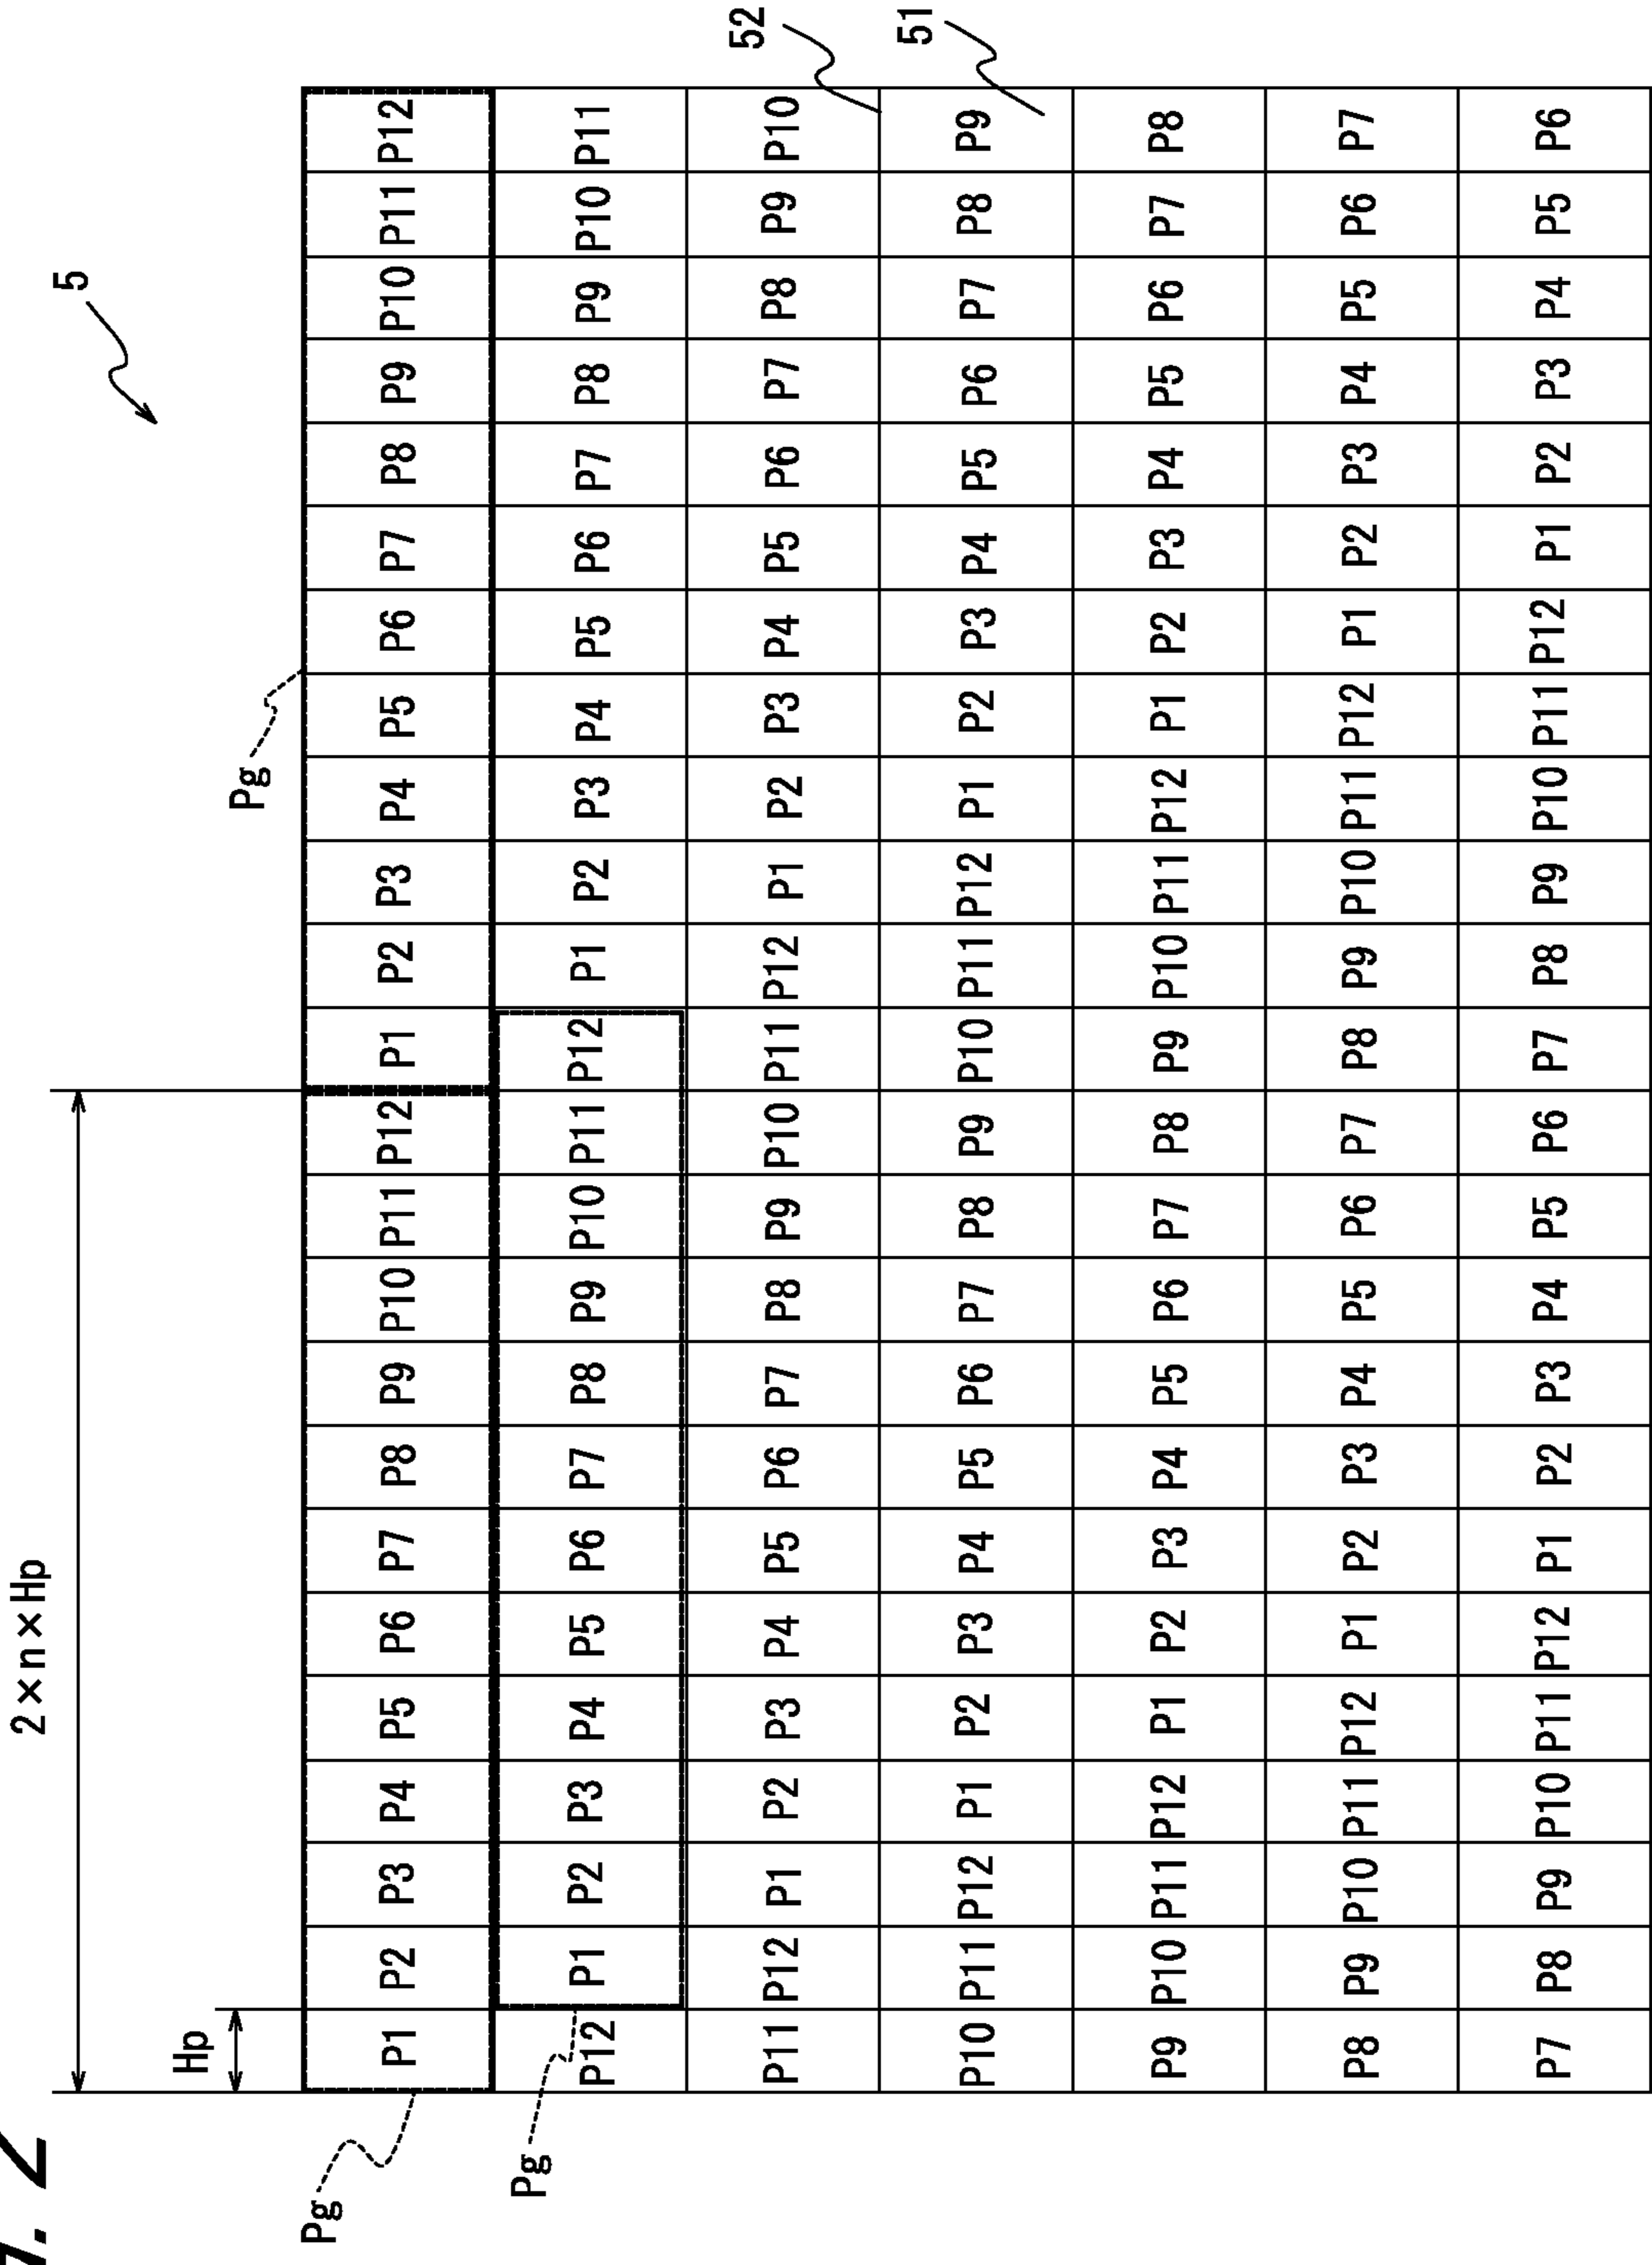 g. 2
2×n×Hp
5
Hp
Pg
Pg
P1 P2 P3 P4 P5 P6 P7 P8 P9 P10 P11 P12 P1 P2 P3 P4 P5 P6 P7 P8 P9 P10 P11 P12
Pg
P12 P1 P2 P3 P4 P5 P6 P7 P8 P9 P10 P11 P12 P1 P2 P3 P4 P5 P6 P7 P8 P9 P10 P11
P11 P12 P1 P2 P3 P4 P5 P6 P7 P8 P9 P10 P11 P12 P1 P2 P3 P4 P5 P6 P7 P8 P9 P10
52
P10 P11 P12 P1 P2 P3 P4 P5 P6 P7 P8 P9 P10 P11 P12 P1 P2 P3 P4 P5 P6 P7 P8 P9
51
P9 P10 P11 P12 P1 P2 P3 P4 P5 P6 P7 P8 P9 P10 P11 P12 P1 P2 P3 P4 P5 P6 P7 P8
P8 P9 P10 P11 P12 P1 P2 P3 P4 P5 P6 P7 P8 P9 P10 P11 P12 P1 P2 P3 P4 P5 P6 P7
P7 P8 P9 P10 P11 P12 P1 P2 P3 P4 P5 P6 P7 P8 P9 P10 P11 P12 P1 P2 P3 P4 P5 P6